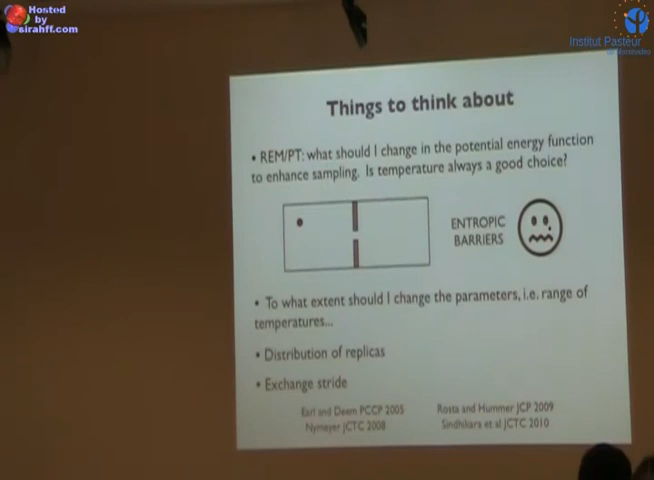 Hosted
by
sirahff.com
Institut Pasteur
de Montevideo
Things to think about
• REM/PT: what should I change in the potential energy function
to enhance sampling. Is temperature always a good choice?
ENTROPIC
BARRIERS
• To what extent should I change the parameters, i.e. range of
temperatures...
• Distribution of replicas
• Exchange stride
Earl and Deem PCCP 2005
Nymeyer JCTC 2008
Rosta and Hummer JCP 2009
Sindhikara et al JCTC 2010